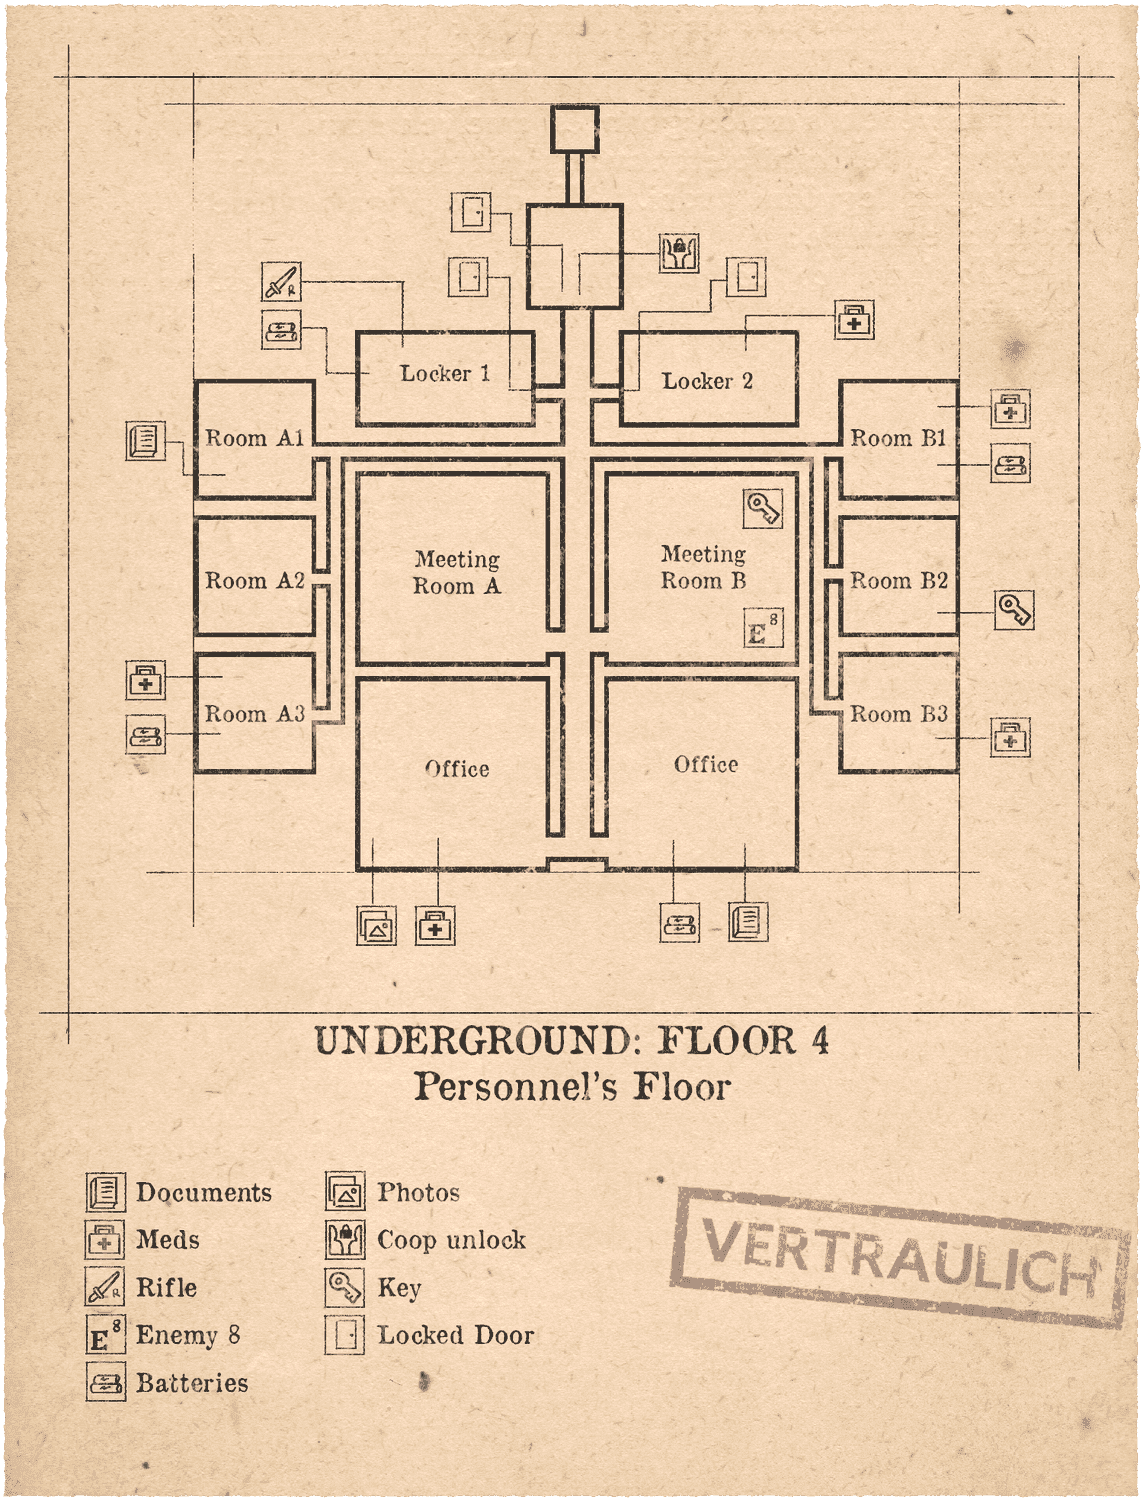 Locker 1
Locker 2
Room A1
Room B1
Meeting
Room A
Meeting
Room B
Room A2
Room B2
E8
Room A3
Room B3
Office
Office
UNDERGROUND: FLOOR 4
Personnel's Floor
Documents
Photos
Meds
Coop unlock
R
Rifle
Key
E8
Enemy 8
Locked Door
Batteries
VERTRAULICH